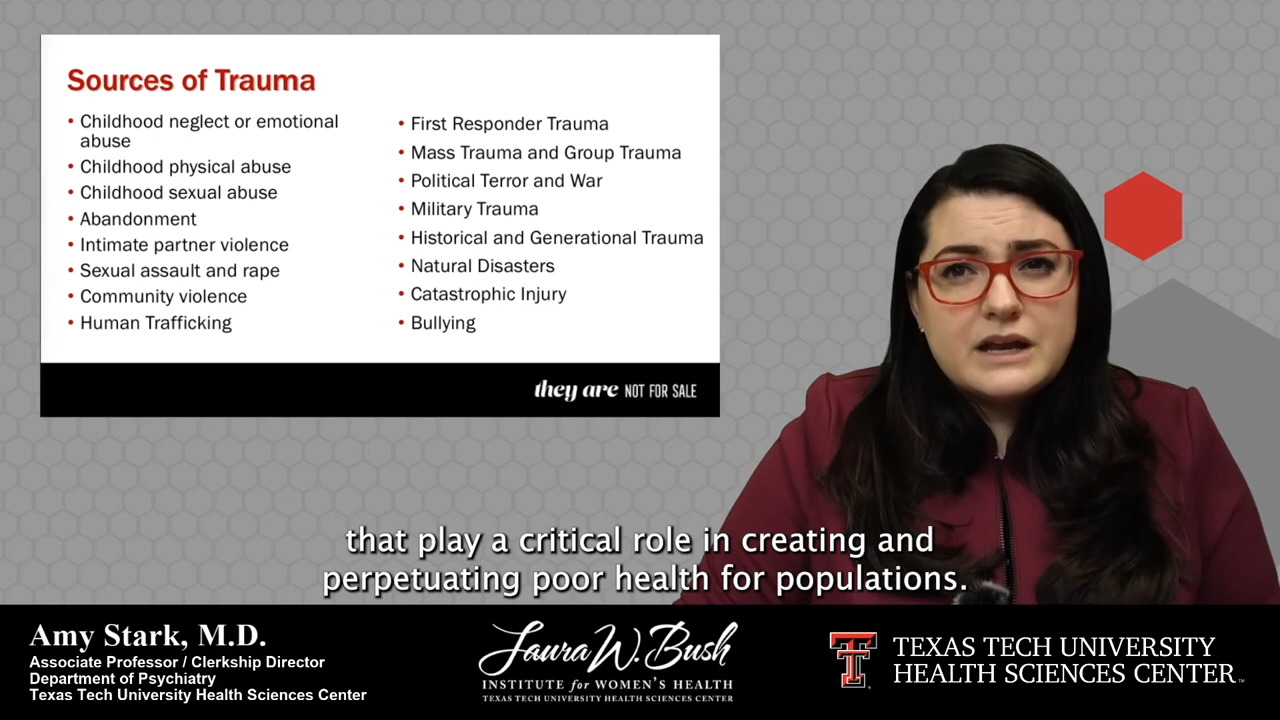 Sources of Trauma
• Childhood neglect or emotional
abuse
• Childhood physical abuse
• Childhood sexual abuse
• Abandonment
• Intimate partner violence
• Sexual assault and rape
• Community violence
• Human Trafficking
• First Responder Trauma
• Mass Trauma and Group Trauma
• Political Terror and War
• Military Trauma
• Historical and Generational Trauma
• Natural Disasters
• Catastrophic Injury
• Bullying
they are NOT FOR SALE
that play a critical role in creating and
perpetuating poor health for populations.
Amy Stark, M.D.
Associate Professor / Clerkship Director
Department of Psychiatry
Texas Tech University Health Sciences Center
Laura W. Bush
INSTITUTE for WOMEN'S HEALTH
TEXAS TECH UNIVERSITY HEALTH SCIENCES CENTER
TEXAS TECH UNIVERSITY
HEALTH SCIENCES CENTER™